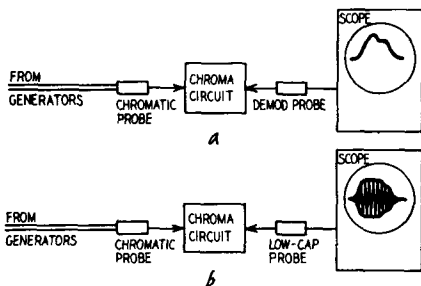 SCOPE
FROM
GENERATORS
CHROMATIC
PROBE
CHROMA
CIRCUIT
DEMOD PROBE
a
SCOPE
FROM
GENERATORS
CHROMATIC
PROBE
CHROMA
CIRCUIT
LOW-CAP
PROBE
b